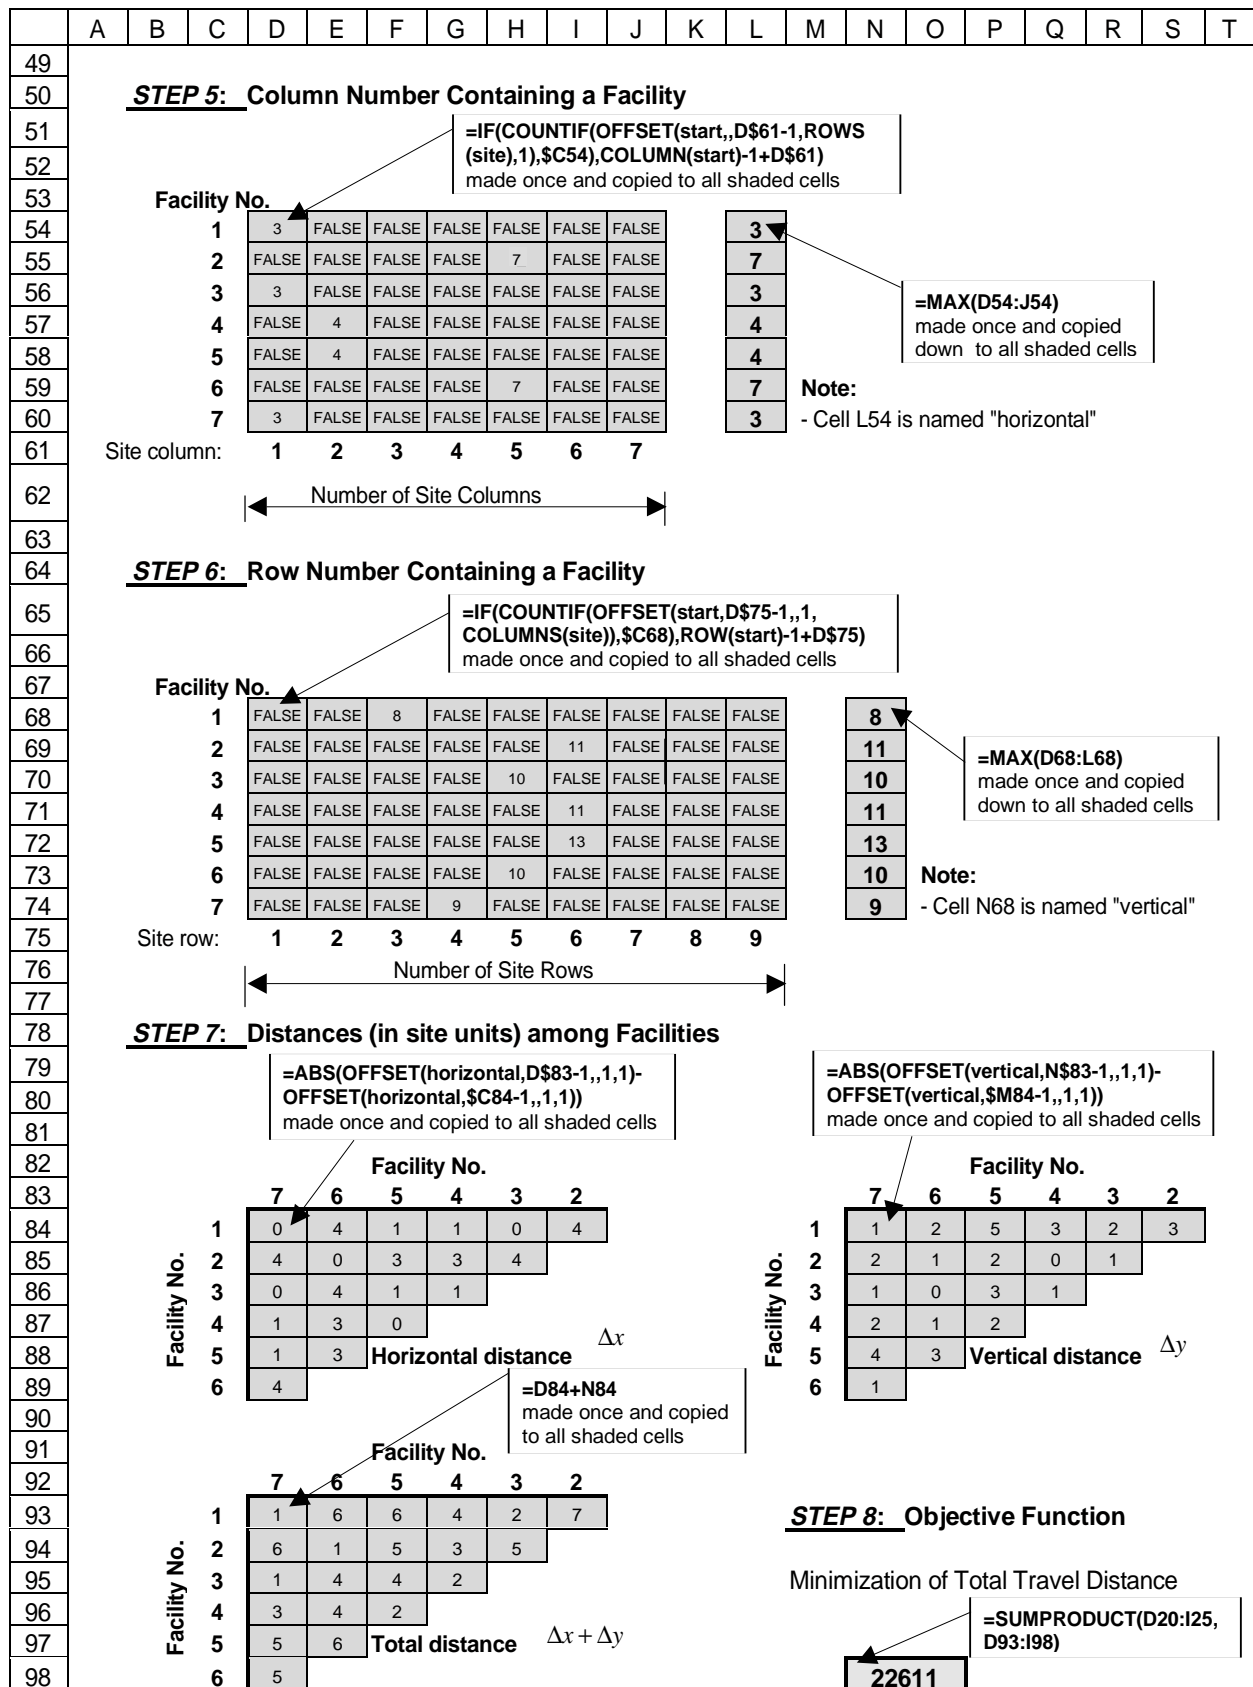 A B C D E F G H I J K L M N O P Q R S T
49
50 STEP 5: Column Number Containing a Facility
51 =IF(COUNTIF(OFFSET(start,,D$61-1,ROWS
52 (site),1),$C54),COLUMN(start)-1+D$61)
made once and copied to all shaded cells
53 Facility No.
54 1 3 FALSE FALSE FALSE FALSE FALSE FALSE 3
55 2 FALSE FALSE FALSE FALSE 7 FALSE FALSE 7
56 3 3 FALSE FALSE FALSE FALSE FALSE FALSE 3 =MAX(D54:J54)
57 4 FALSE 4 FALSE FALSE FALSE FALSE FALSE 4 made once and copied
58 5 FALSE 4 FALSE FALSE FALSE FALSE FALSE 4 down to all shaded cells
59 6 FALSE FALSE FALSE FALSE 7 FALSE FALSE 7 Note:
60 7 3 FALSE FALSE FALSE FALSE FALSE FALSE 3 - Cell L54 is named "horizontal"
61 Site column: 1 2 3 4 5 6 7
62 Number of Site Columns
63
64 STEP 6: Row Number Containing a Facility
65 =IF(COUNTIF(OFFSET(start,D$75-1,,1,
COLUMNS(site)),$C68),ROW(start)-1+D$75)
66 made once and copied to all shaded cells
67 Facility No.
68 1 FALSE FALSE 8 FALSE FALSE FALSE FALSE FALSE FALSE 8
69 2 FALSE FALSE FALSE FALSE FALSE 11 FALSE FALSE FALSE 11 =MAX(D68:L68)
70 3 FALSE FALSE FALSE FALSE 10 FALSE FALSE FALSE FALSE 10 made once and copied
71 4 FALSE FALSE FALSE FALSE FALSE 11 FALSE FALSE FALSE 11 down to all shaded cells
72 5 FALSE FALSE FALSE FALSE FALSE 13 FALSE FALSE FALSE 13
73 6 FALSE FALSE FALSE FALSE 10 FALSE FALSE FALSE FALSE 10 Note:
74 7 FALSE FALSE FALSE 9 FALSE FALSE FALSE FALSE FALSE 9 - Cell N68 is named "vertical"
75 Site row: 1 2 3 4 5 6 7 8 9
76 Number of Site Rows
77
78 STEP 7: Distances (in site units) among Facilities
79 =ABS(OFFSET(horizontal,D$83-1,,1,1)- =ABS(OFFSET(vertical,N$83-1,,1,1)-
80 OFFSET(horizontal,$C84-1,,1,1)) OFFSET(vertical,$M84-1,,1,1))
81 made once and copied to all shaded cells made once and copied to all shaded cells
82 Facility No. Facility No.
83 7 6 5 4 3 2 7 6 5 4 3 2
84 1 0 4 1 1 0 4 1 1 2 5 3 2 3
85 2 4 0 3 3 4 2 2 1 2 0 1
86 3 0 4 1 1 3 1 0 3 1
87 4 1 3 0 Δx 4 2 1 2 Δy
88 5 1 3 Horizontal distance 5 4 3 Vertical distance
89 6 4 =D84+N84 6 1
Facility No. Facility No.
90 made once and copied
91 to all shaded cells
Facility No.
92 7 6 5 4 3 2
93 1 1 6 6 4 2 7 STEP 8: Objective Function
94 2 6 1 5 3 5
95 3 1 4 4 2 Minimization of Total Travel Distance
96 4 3 4 2 =SUMPRODUCT(D20:I25,
97 5 5 6 Total distance Δx + Δy D93:I98)
98 6 5 22611
Facility No.